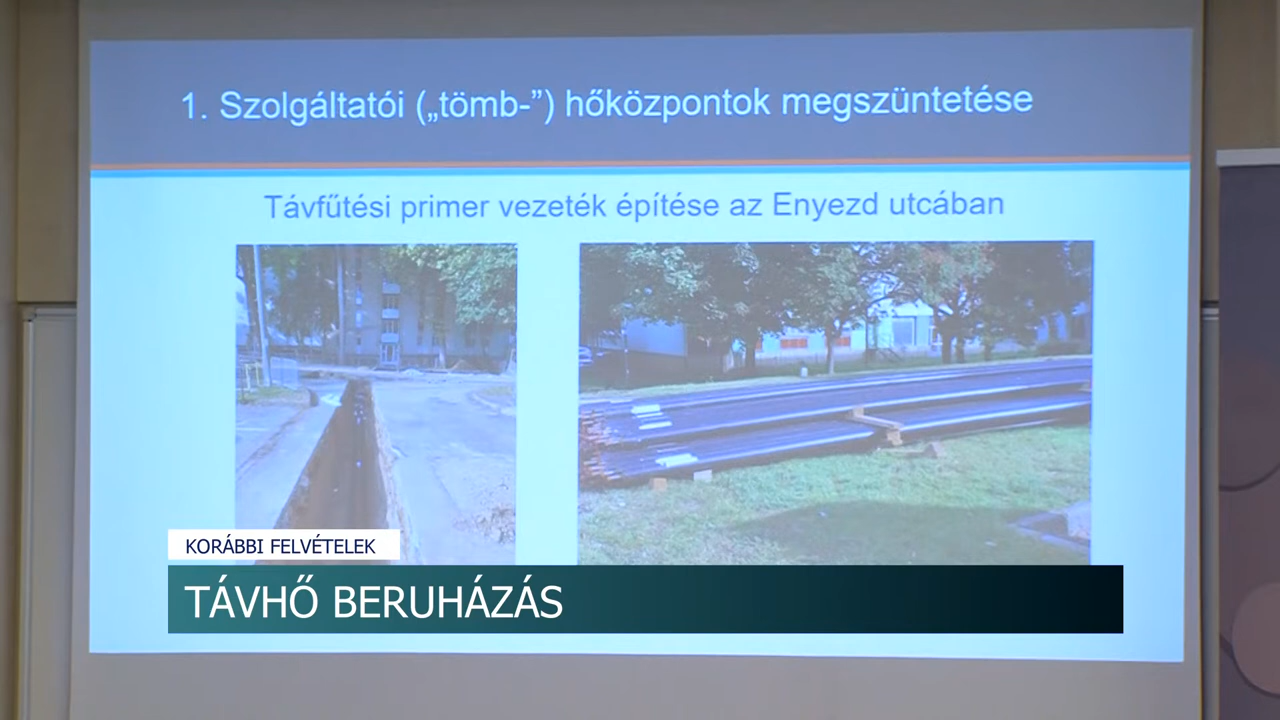 1. Szolgáltatói („tömb-”) hőközpontok megszüntetése
Távfűtési primer vezeték építése az Enyezd utcában
KORÁBBI FELVÉTELEK
TÁVHŐ BERUHÁZÁS